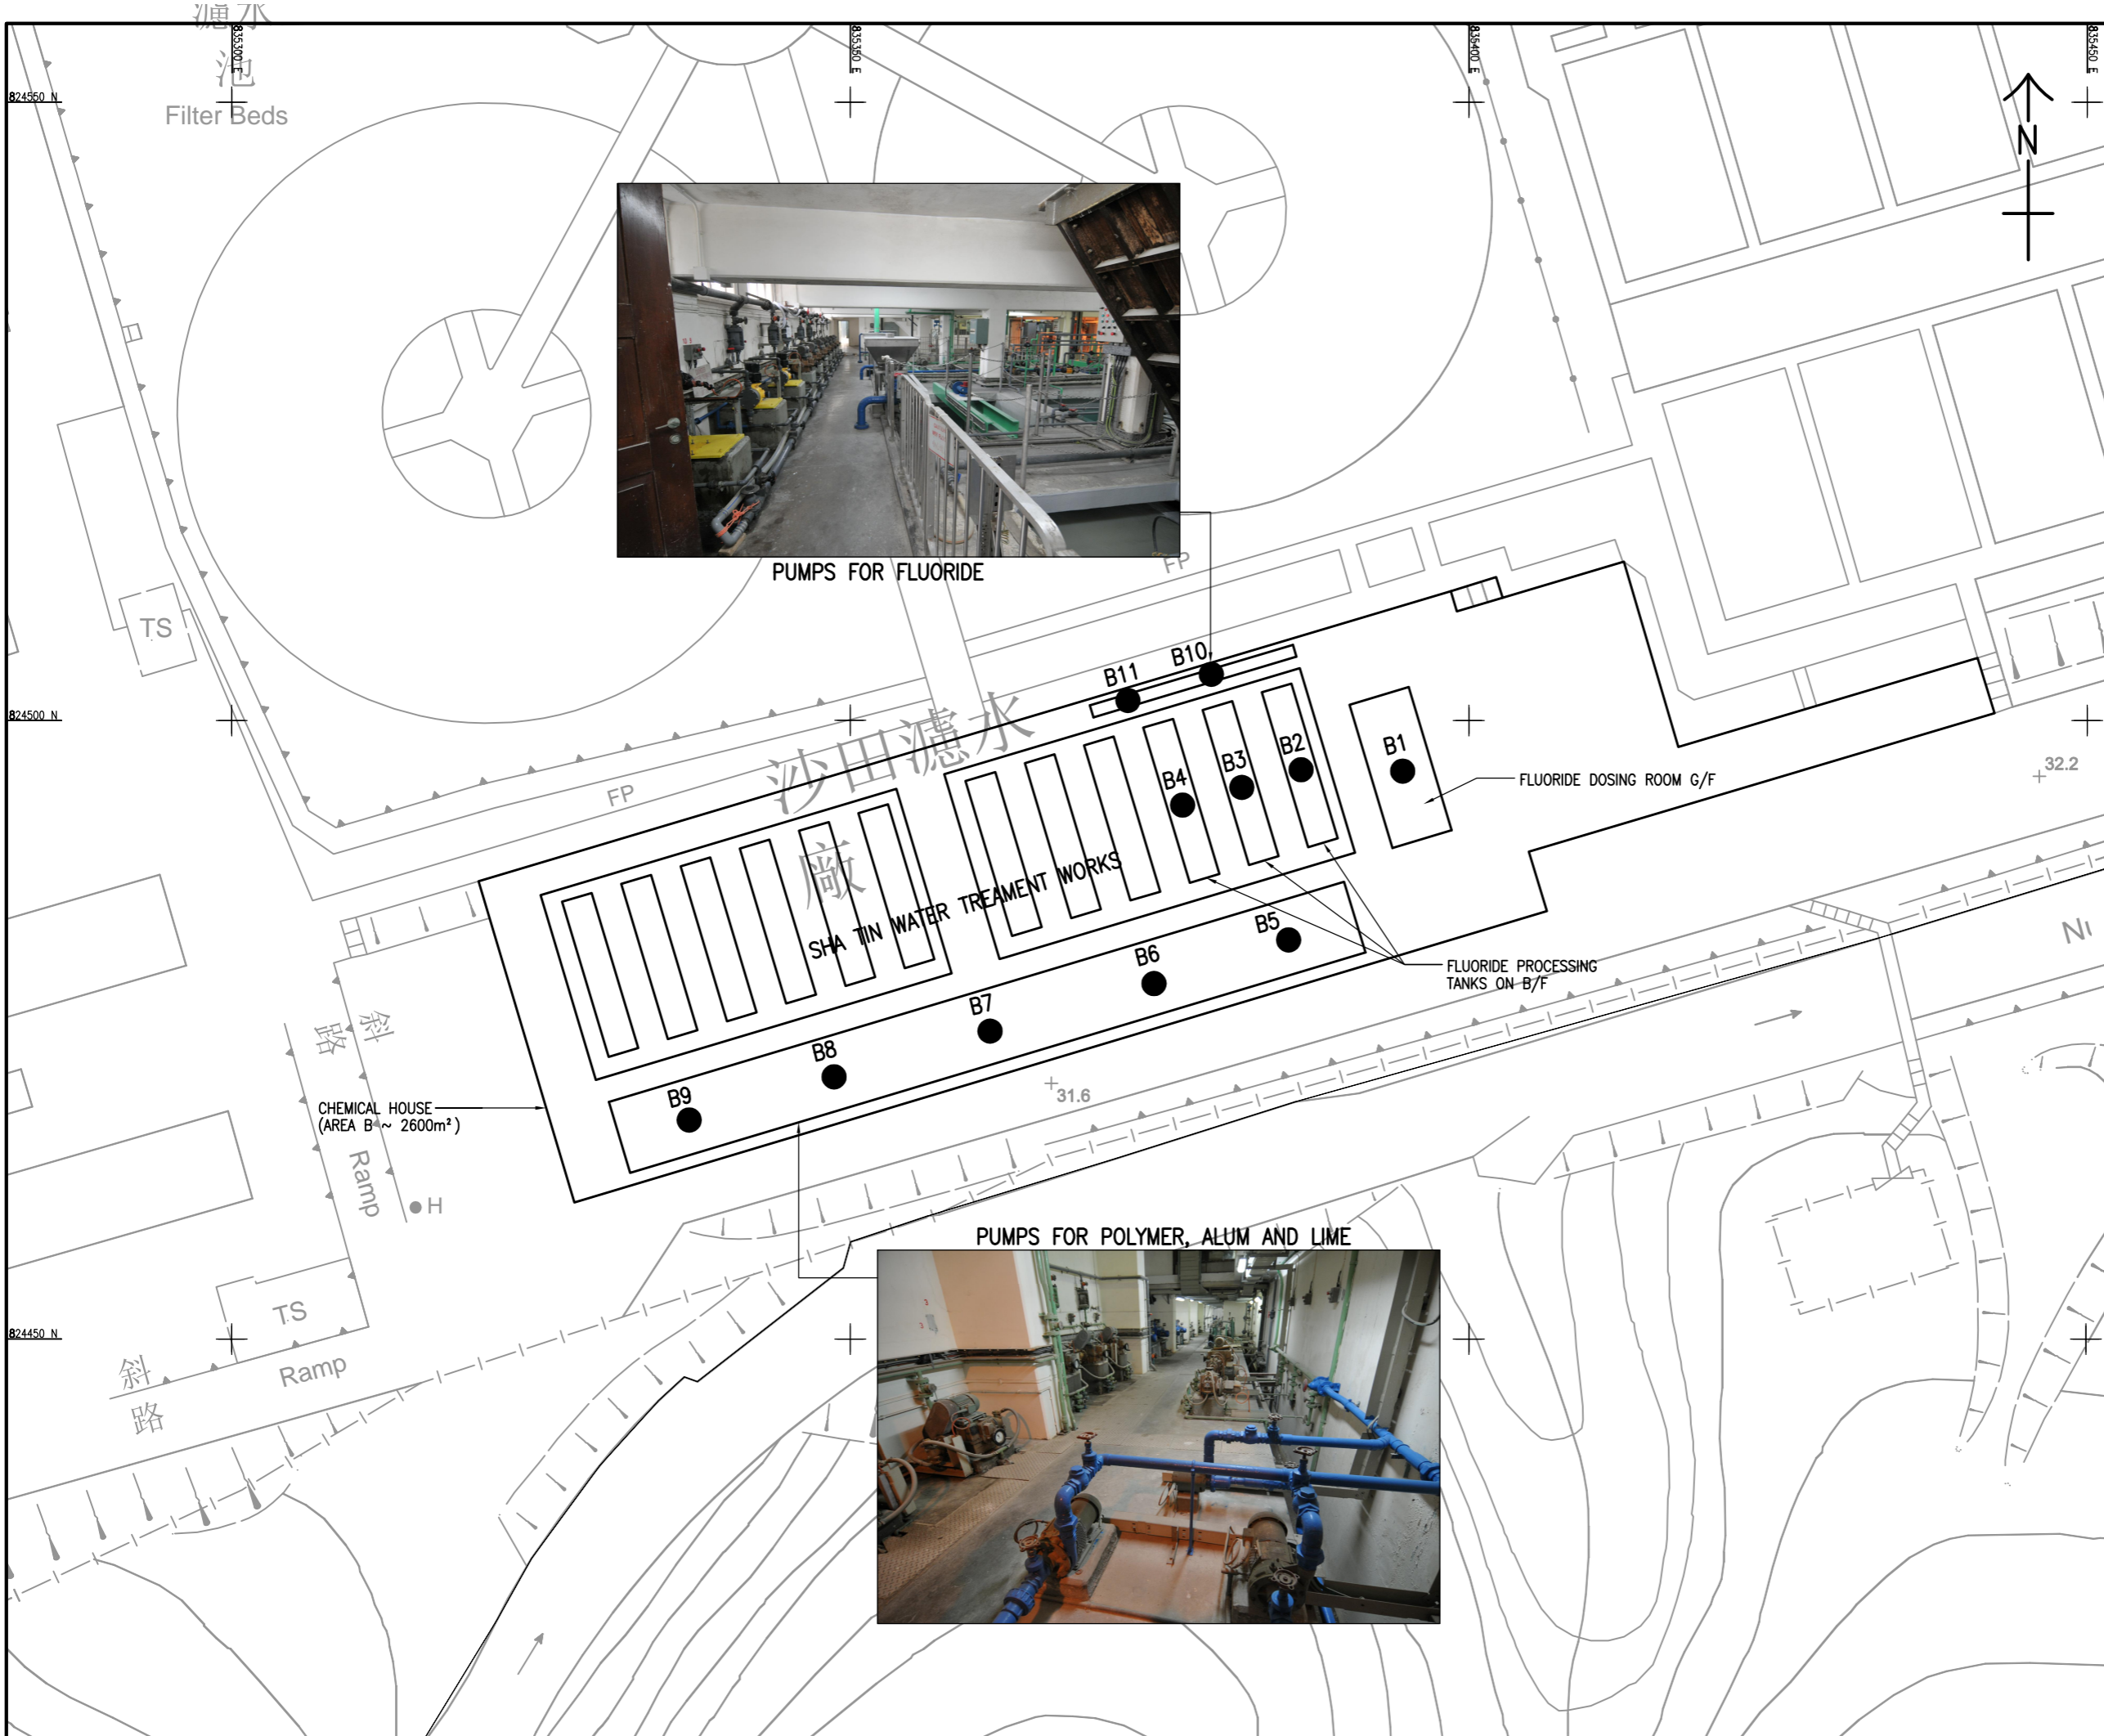 濾水
池
Filter Beds
835300 E
835350 E
835400 E
835450 E
824550 N
N
PUMPS FOR FLUORIDE
FP
TS
B11
B10
824500 N
沙田濾水
廠
FP
B4
B3
B2
B1
FLUORIDE DOSING ROOM G/F
32.2
SHA TIN WATER TREAMENT WORKS
B5
B6
B7
B8
B9
FLUORIDE PROCESSING
TANKS ON B/F
斜
路
31.6
CHEMICAL HOUSE
(AREA B ~ 2600m²)
Ramp
H
PUMPS FOR POLYMER, ALUM AND LIME
TS
824450 N
斜
路
Ramp